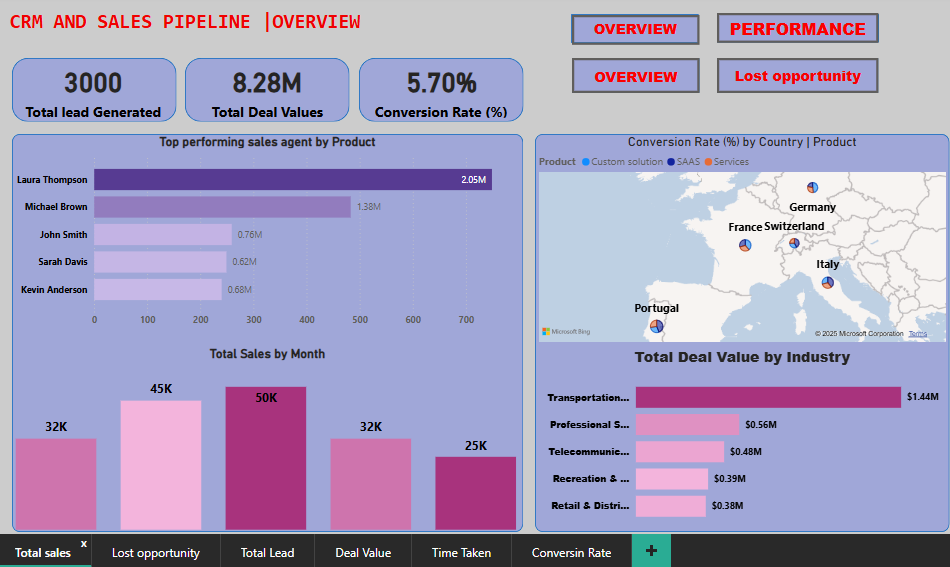 CRM AND SALES PIPELINE |OVERVIEW
OVERVIEW
PERFORMANCE
OVERVIEW
Lost opportunity
3000
Total lead Generated
8.28M
Total Deal Values
5.70%
Conversion Rate (%)
Top performing sales agent by Product
Laura Thompson
2.05M
Michael Brown
1.38M
John Smith
0.76M
Sarah Davis
0.62M
Kevin Anderson
0.68M
0 100 200 300 400 500 600 700
Total Sales by Month
32K
45K
50K
32K
25K
Conversion Rate (%) by Country | Product
Product Custom solution SAAS Services
Germany
France Switzerland
Italy
Portugal
Microsoft Bing
© 2025 Microsoft Corporation Terms
Total Deal Value by Industry
Transportation... $1.44M
Professional S... $0.56M
Telecommunic... $0.48M
Recreation & ... $0.39M
Retail & Distri... $0.38M
Total sales x
Lost opportunity
Total Lead
Deal Value
Time Taken
Conversin Rate
+